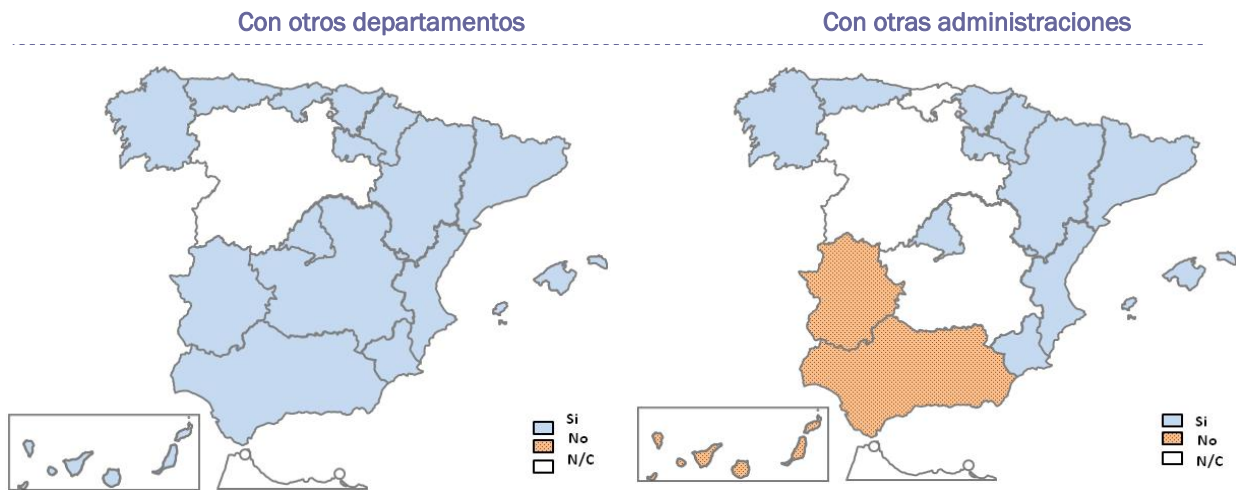 Con otros departamentos
Con otras administraciones
Si
No
N/C
Si
No
N/C